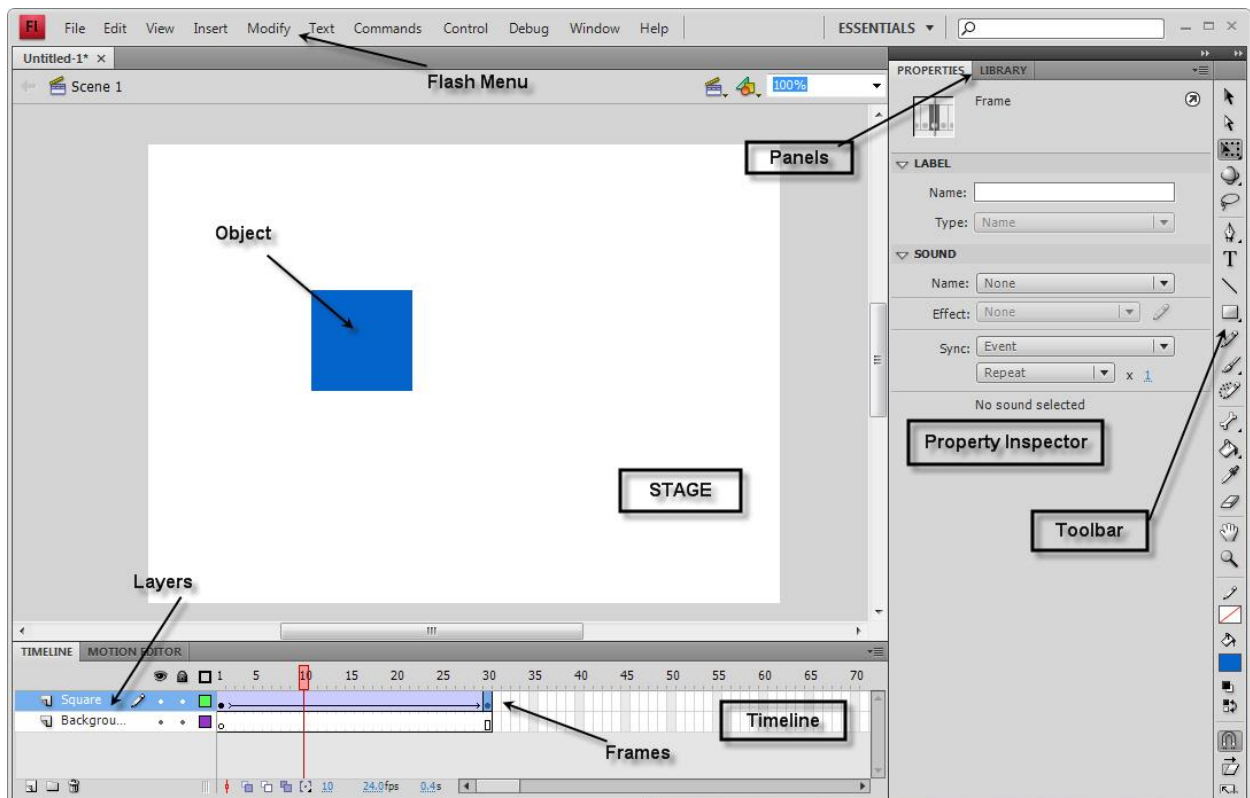 Fl File Edit View Insert Modify Text Commands Control Debug Window Help ESSENTIALS
Untitled-1* ×
Scene 1
Flash Menu
100%
PROPERTIES LIBRARY
Frame
Panels
LABEL
Name:
Type: Name
Object
SOUND
Name: None
Effect: None
Sync: Event
Repeat x 1
No sound selected
Property Inspector
STAGE
Toolbar
Layers
TIMELINE MOTION EDITOR
1 5 10 15 20 25 30 35 40 45 50 55 60 65 70
Square
Backgrou...
Timeline
Frames
10 24.0fps 0.4s
T